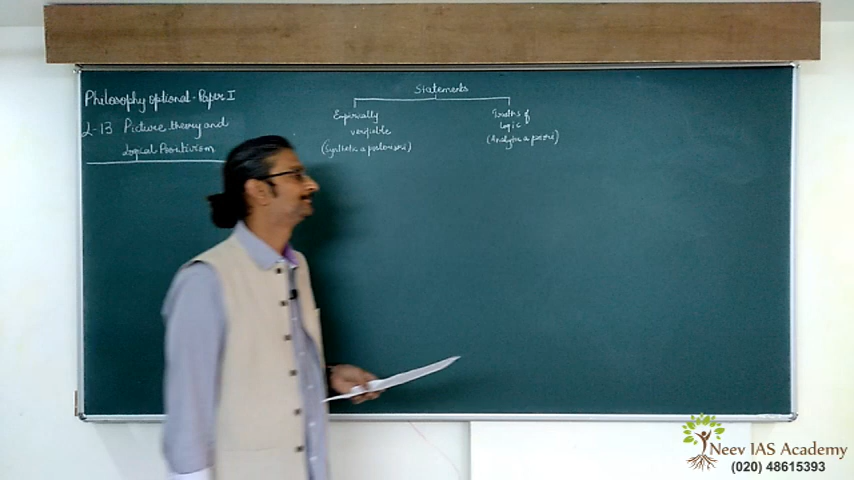 Philosophy optional - Paper I
L-13 Picture theory and
Logical Positivism
Statements
Empirically
verifiable
(Synthetic a posteriori)
Truths of
logic
(Analytic a priori)
Neev IAS Academy
(020) 48615393